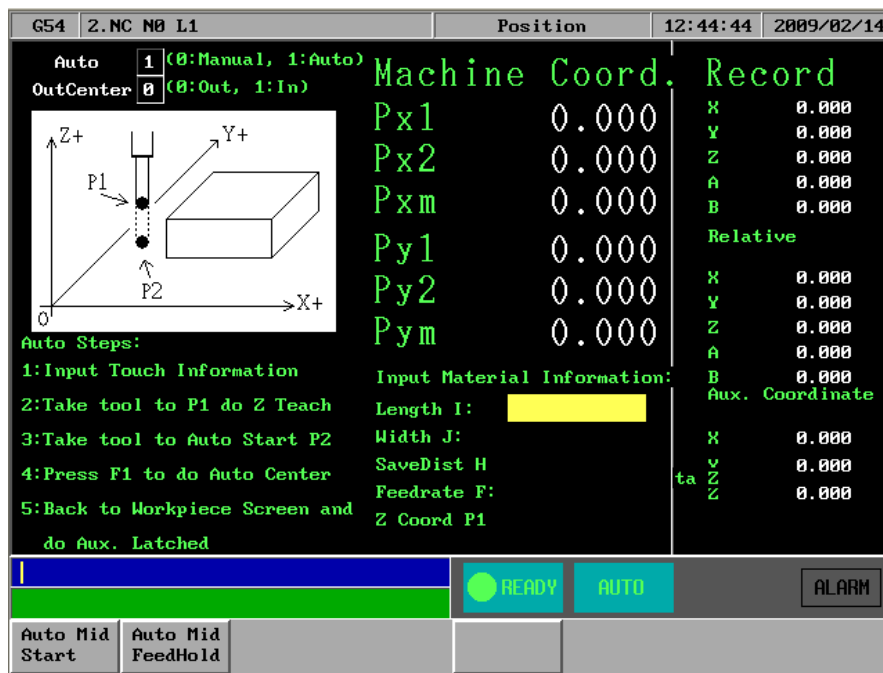 G54 2.NC N0 L1 Position 12:44:44 2009/02/14
Auto 1 (0:Manual, 1:Auto)
OutCenter 0 (0:Out, 1:In)
Z+
Y+
P1
P2
X+
O
Auto Steps:
1:Input Touch Information
2:Take tool to P1 do Z Teach
3:Take tool to Auto Start P2
4:Press F1 to do Auto Center
5:Back to Workpiece Screen and
do Aux. Latched
Machine Coord.
Px1 0.000
Px2 0.000
Pxm 0.000
Py1 0.000
Py2 0.000
Pym 0.000
Input Material Information:
Length I:
Width J:
SaveDist H
Feedrate F:
Z Coord P1
Record
X 0.000
Y 0.000
Z 0.000
A 0.000
B 0.000
Relative
X 0.000
Y 0.000
Z 0.000
A 0.000
B 0.000
Aux. Coordinate
X 0.000
Y 0.000
ta Z
Z 0.000
READY AUTO ALARM
Auto Mid
Start
Auto Mid
FeedHold